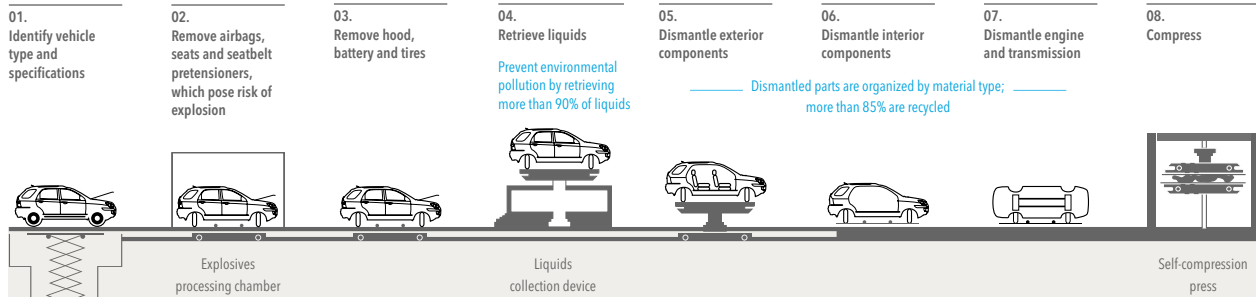 01.
Identify vehicle
type and
specifications
02.
Remove airbags,
seats and seatbelt
pretensioners,
which pose risk of
explosion
03.
Remove hood,
battery and tires
04.
Retrieve liquids
Prevent environmental
pollution by retrieving
more than 90% of liquids
05.
Dismantle exterior
components
06.
Dismantle interior
components
07.
Dismantle engine
and transmission
08.
Compress
Dismantled parts are organized by material type;
more than 85% are recycled
Explosives
processing chamber
Liquids
collection device
Self-compression
press